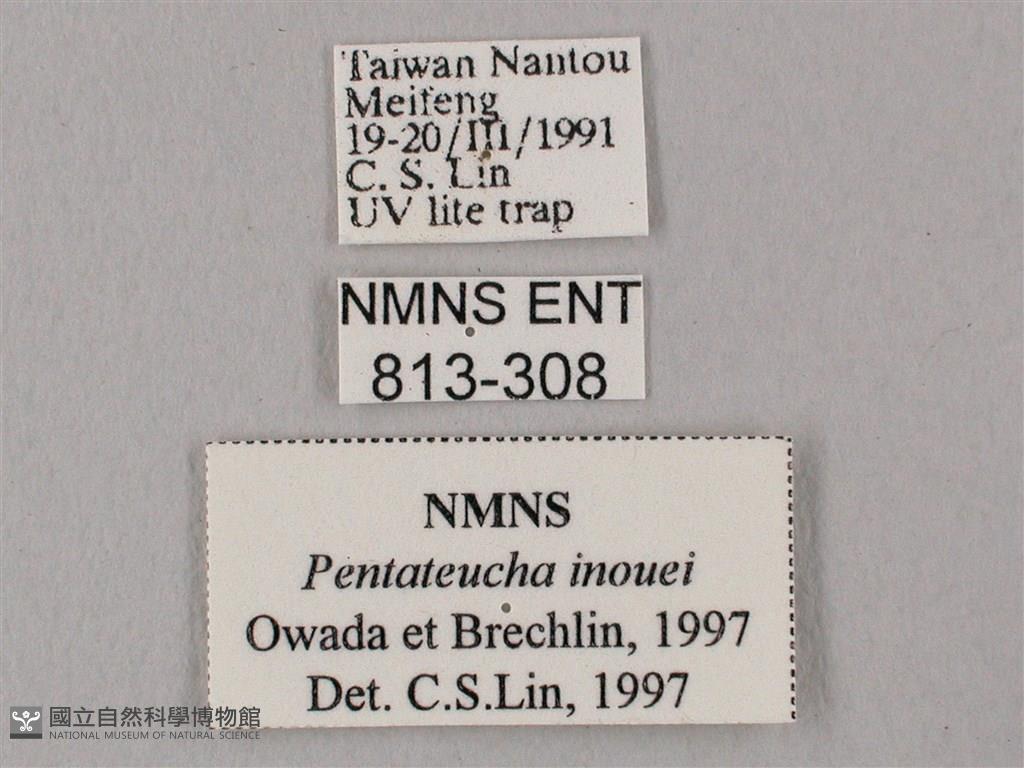 Taiwan Nantou
Meifeng
19-20/III/1991
C. S. Lin
UV lite trap
NMNS ENT
813-308
NMNS
Pentateucha inouei
Owada et Brechlin, 1997
Det. C.S.Lin, 1997
國立自然科學博物館
NATIONAL MUSEUM OF NATURAL SCIENCE